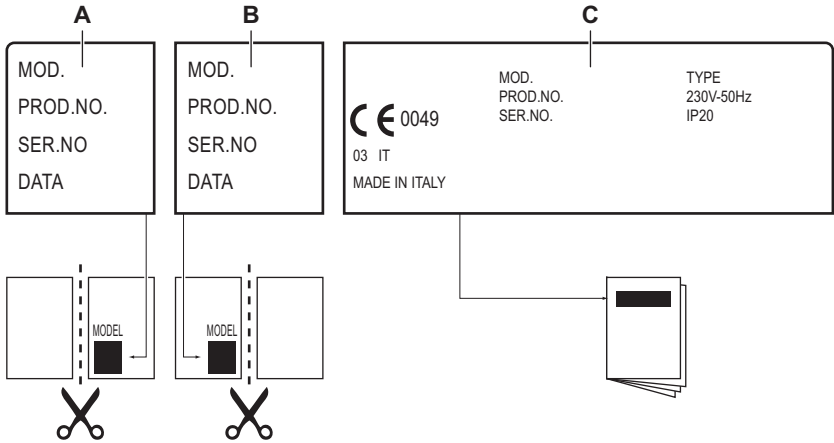 A
B
C
MOD.
PROD.NO.
SER.NO
DATA
MOD.
PROD.NO.
SER.NO
DATA
MOD.
PROD.NO.
SER.NO.
TYPE
230V-50Hz
IP20
CE 0049
03 IT
MADE IN ITALY
MODEL
MODEL